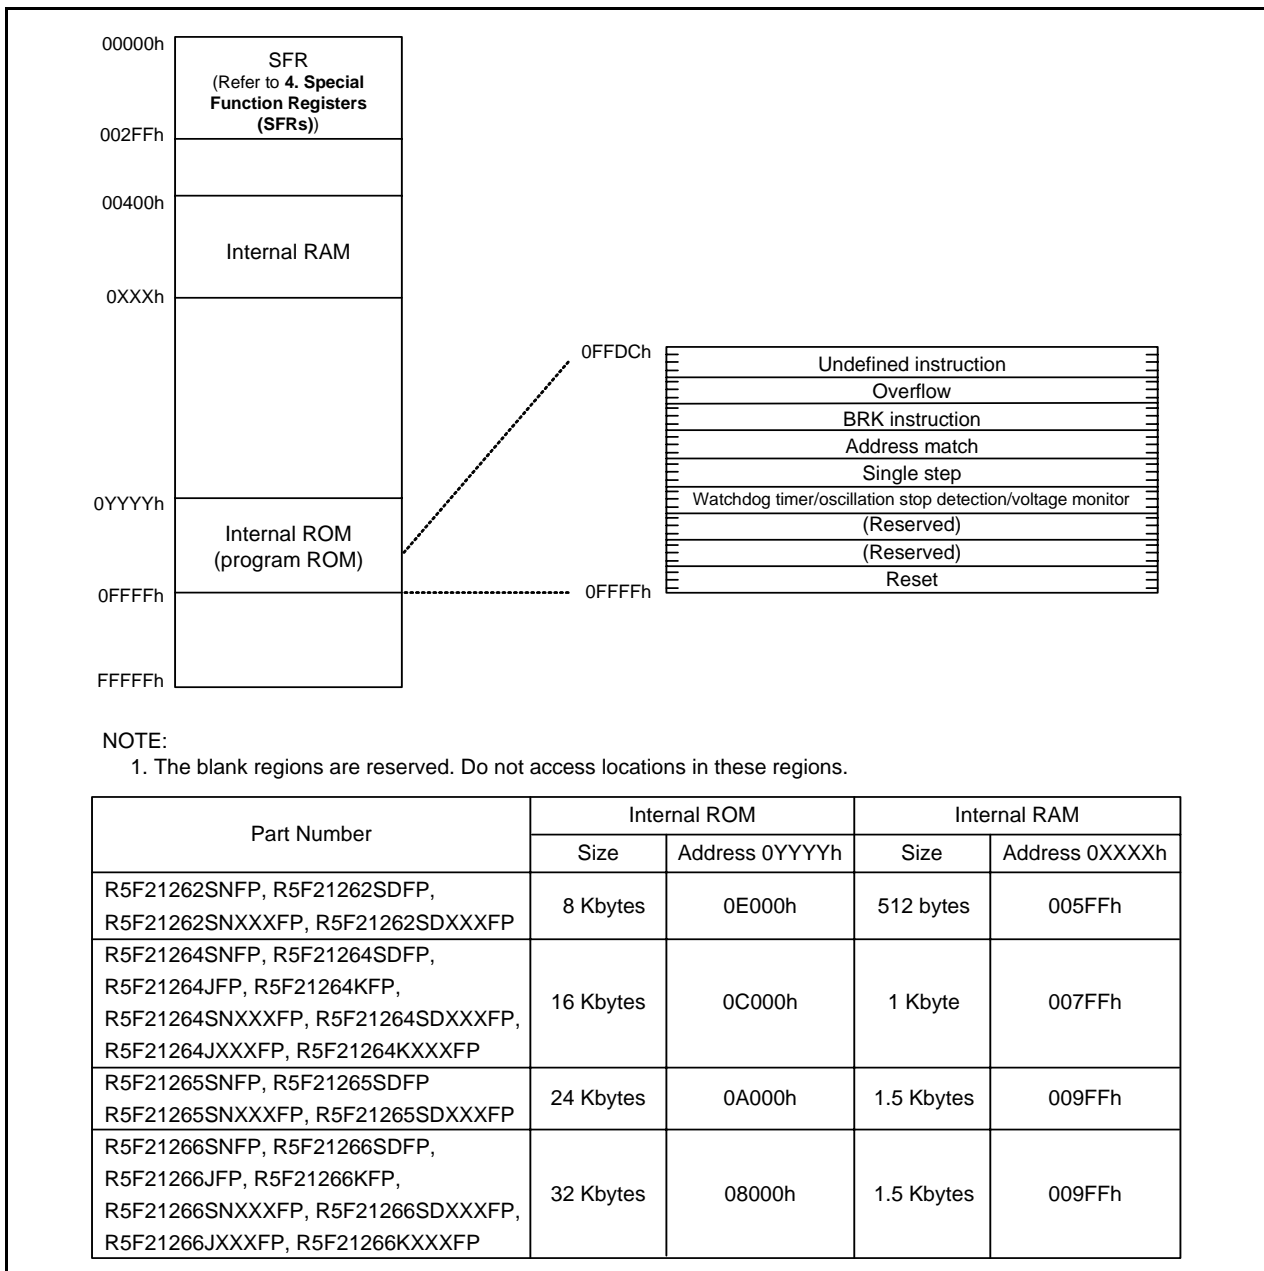 00000h
SFR
(Refer to 4. Special
Function Registers
(SFRs))
002FFh
00400h
Internal RAM
0XXXh
0YYYYh
Internal ROM
(program ROM)
0FFFFh
FFFFFh
0FFDCh
Undefined instruction
Overflow
BRK instruction
Address match
Single step
Watchdog timer/oscillation stop detection/voltage monitor
(Reserved)
(Reserved)
Reset
0FFFFh
NOTE:
1. The blank regions are reserved. Do not access locations in these regions.
Part Number
Internal ROM
Internal RAM
Size
Address 0YYYYh
Size
Address 0XXXXh
R5F21262SNFP, R5F21262SDFP,
R5F21262SNXXXFP, R5F21262SDXXXFP
8 Kbytes
0E000h
512 bytes
005FFh
R5F21264SNFP, R5F21264SDFP,
R5F21264JFP, R5F21264KFP,
R5F21264SNXXXFP, R5F21264SDXXXFP,
R5F21264JXXXFP, R5F21264KXXXFP
16 Kbytes
0C000h
1 Kbyte
007FFh
R5F21265SNFP, R5F21265SDFP
R5F21265SNXXXFP, R5F21265SDXXXFP
24 Kbytes
0A000h
1.5 Kbytes
009FFh
R5F21266SNFP, R5F21266SDFP,
R5F21266JFP, R5F21266KFP,
R5F21266SNXXXFP, R5F21266SDXXXFP,
R5F21266JXXXFP, R5F21266KXXXFP
32 Kbytes
08000h
1.5 Kbytes
009FFh